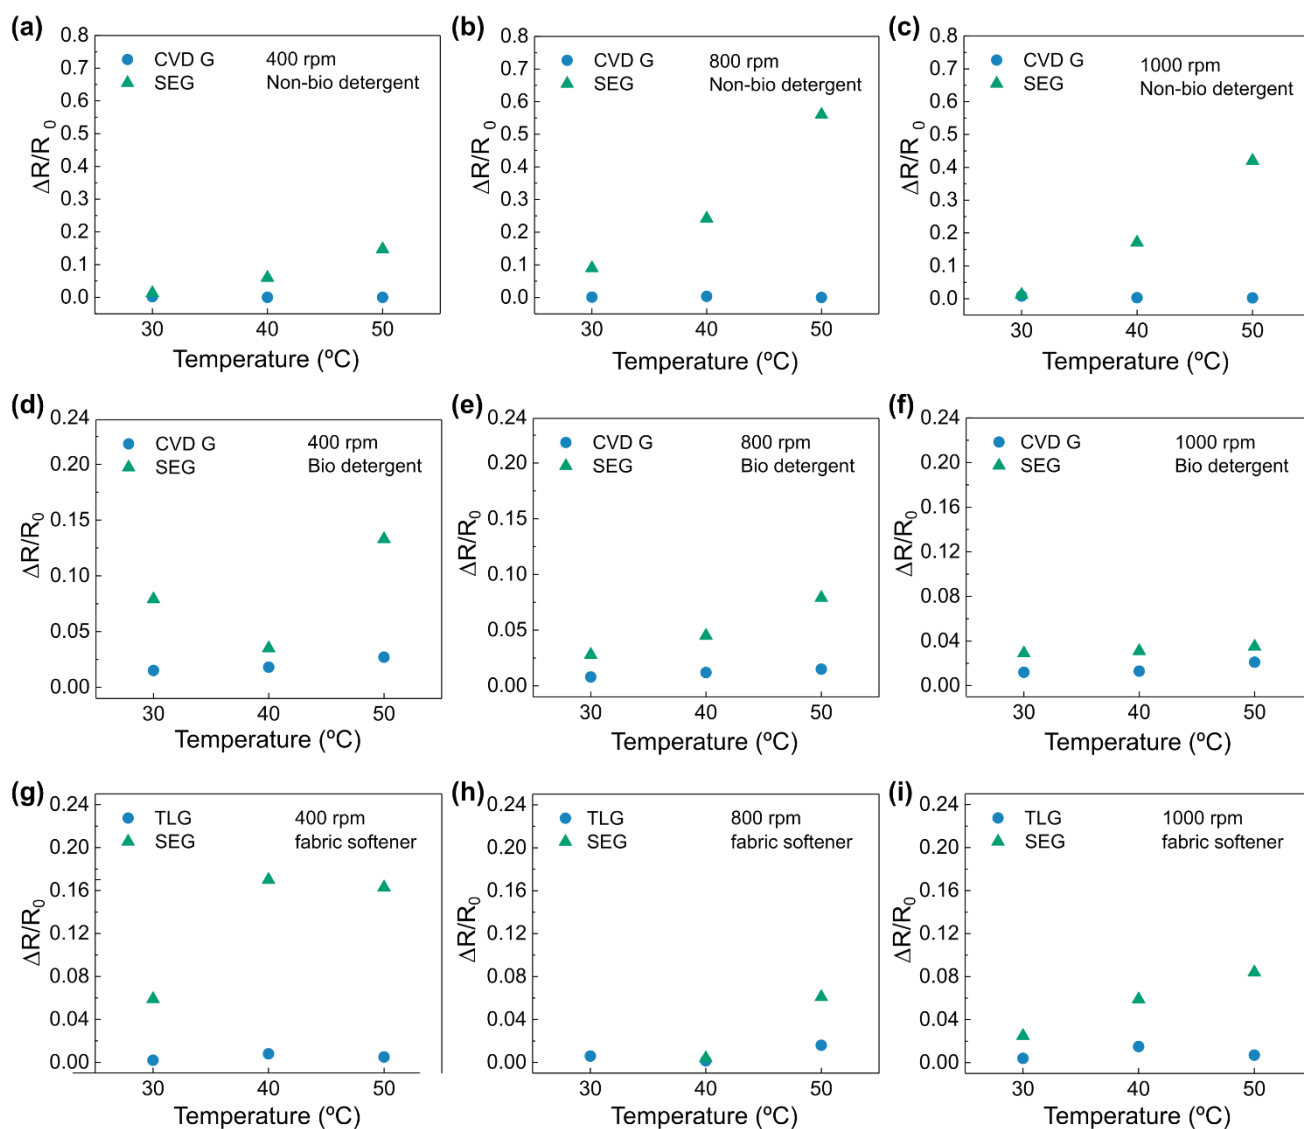 (a)
CVD G
SEG
400 rpm
Non-bio detergent
0.8
0.7
0.6
0.5
0.4
0.3
0.2
0.1
0.0
ΔR/R 0
30 40 50
Temperature (ºC)
(b)
CVD G
SEG
800 rpm
Non-bio detergent
0.8
0.7
0.6
0.5
0.4
0.3
0.2
0.1
0.0
ΔR/R 0
30 40 50
Temperature (ºC)
(c)
CVD G
SEG
1000 rpm
Non-bio detergent
0.8
0.7
0.6
0.5
0.4
0.3
0.2
0.1
0.0
ΔR/R 0
30 40 50
Temperature (ºC)
(d)
CVD G
SEG
400 rpm
Bio detergent
0.24
0.20
0.15
0.10
0.05
0.00
ΔR/R0
30 40 50
Temperature (ºC)
(e)
CVD G
SEG
800 rpm
Bio detergent
0.24
0.20
0.15
0.10
0.05
0.00
ΔR/R0
30 40 50
Temperature (ºC)
(f)
CVD G
SEG
1000 rpm
Bio detergent
0.24
0.20
0.16
0.12
0.08
0.04
0.00
ΔR/R0
30 40 50
Temperature (ºC)
(g)
TLG
SEG
400 rpm
fabric softener
0.24
0.20
0.16
0.12
0.08
0.04
0.00
ΔR/R0
30 40 50
Temperature (ºC)
(h)
TLG
SEG
800 rpm
fabric softener
0.24
0.20
0.16
0.12
0.08
0.04
0.00
ΔR/R0
30 40 50
Temperature (ºC)
(i)
TLG
SEG
1000 rpm
fabric softener
0.24
0.20
0.16
0.12
0.08
0.04
0.00
ΔR/R0
30 40 50
Temperature (ºC)